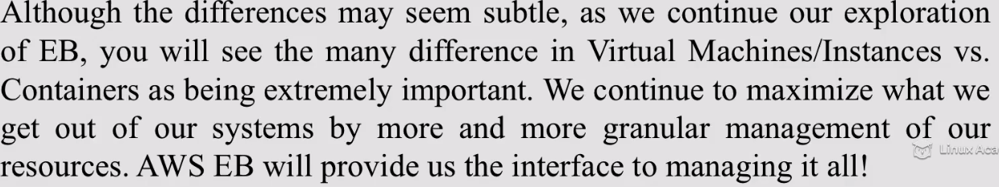 Although the differences may seem subtle, as we continue our exploration
of EB, you will see the many difference in Virtual Machines/Instances vs.
Containers as being extremely important. We continue to maximize what we
get out of our systems by more and more granular management of our
Linux Aca
resources. AWS EB will provide us the interface to managing it all!